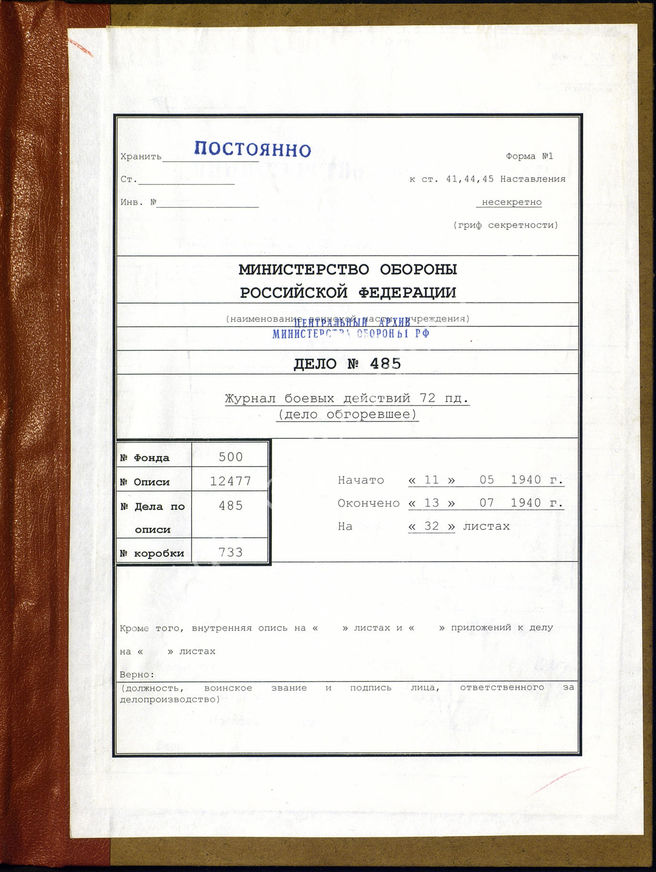 Хранить ПОСТОЯННО
Форма №1
Ст.
к ст. 41,44,45 Наставления
Инв. №
несекретно
(гриф секретности)
МИНИСТЕРСТВО ОБОРОНЫ
РОССИЙСКОЙ ФЕДЕРАЦИИ
(наименование воинской части, учреждения)
ЦЕНТРАЛЬНЫЙ АРХИВ
МИНИСТЕРСТВА ОБОРОНЫ РФ
ДЕЛО № 485
Журнал боевых действий 72 пд.
(дело обгоревшее)
№ Фонда 500
№ Описи 12477
№ Дела по 485
описи
№ коробки 733
Начато « 11 » 05 1940 г.
Окончено « 13 » 07 1940 г.
На « 32 » листах
Кроме того, внутренняя опись на « » листах и « » приложений к делу
на « » листах
Верно:
(должность, воинское звание и подпись лица, ответственного за
делопроизводство)